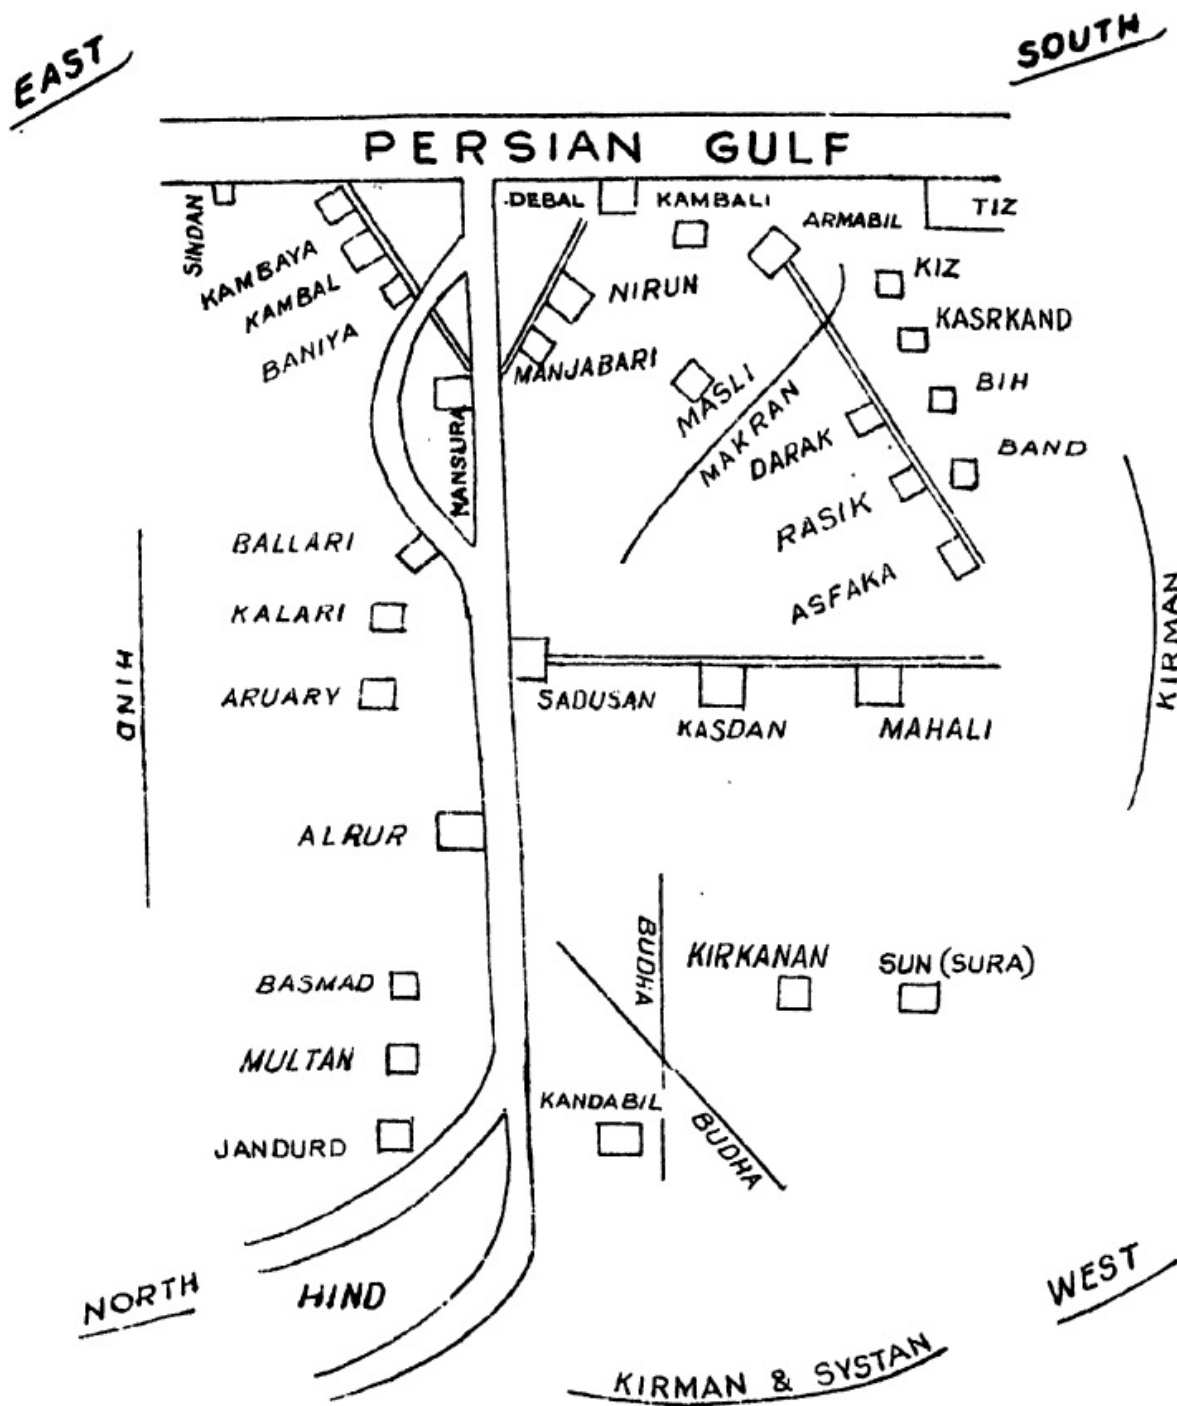 EAST
SOUTH
PERSIAN GULF
SINDAN
DEBAL
KAMBALI
ARMABIL
TIZ
KAMBAYA
KAMBAL
BANIYA
NIRUN
KIZ
MANJABARI
KASRKAND
MASLI
MAKRAN
BIH
MANSURA
DARAK
BAND
RASIK
BALLARI
ASFAKA
KALARI
KIRMAN
HIND
ARUARY
SADUSAN
KASDAN
MAHALI
ALRUR
BUDHA
KIRKANAN
SUN (SURA)
BASMAD
MULTAN
KANDABIL
BUDHA
JANDURD
NORTH
HIND
WEST
KIRMAN & SYSTAN